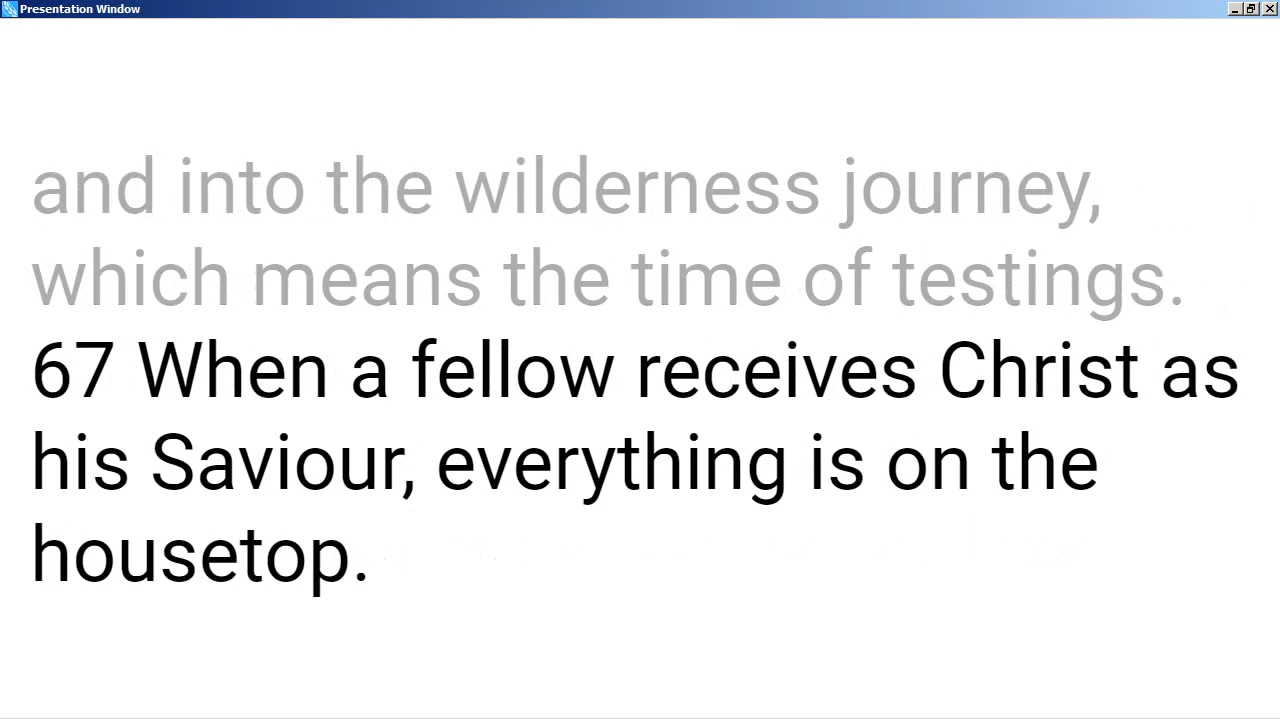 Presentation Window
and into the wilderness journey,
which means the time of testings.
67 When a fellow receives Christ as
his Saviour, everything is on the
housetop.